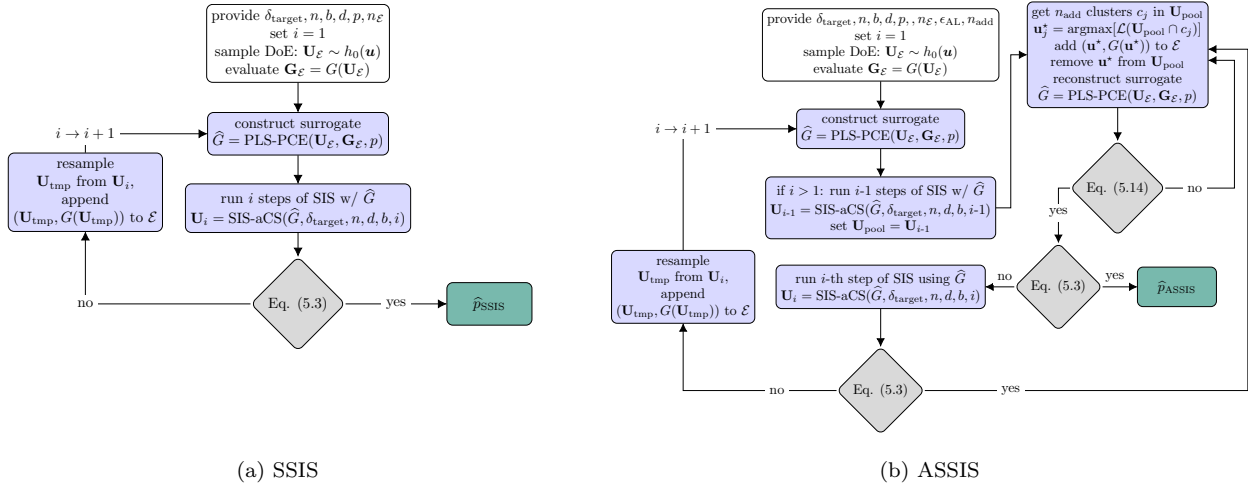 provide δ_target, n, b, d, p, n_ℰ
set i = 1
sample DoE: U_ℰ ∼ h_0(u)
evaluate G_ℰ = G(U_ℰ)
construct surrogate
Ĝ = PLS-PCE(U_ℰ, G_ℰ, p)
i → i + 1
resample
U_tmp from U_i,
append
(U_tmp, G(U_tmp)) to ℰ
run i steps of SIS w/ Ĝ
U_i = SIS-aCS(Ĝ, δ_target, n, d, b, i)
Eq. (5.3)
no
yes
p̂_SSIS
(a) SSIS
provide δ_target, n, b, d, p, , n_ℰ, ϵ_AL, n_add
set i = 1
sample DoE: U_ℰ ∼ h_0(u)
evaluate G_ℰ = G(U_ℰ)
i → i + 1
construct surrogate
Ĝ = PLS-PCE(U_ℰ, G_ℰ, p)
if i > 1: run i-1 steps of SIS w/ Ĝ
U_i-1 = SIS-aCS(Ĝ, δ_target, n, d, b, i-1)
set U_pool = U_i-1
get n_add clusters c_j in U_pool
u_j^⋆ = argmax[ℒ(U_pool ∩ c_j)]
add (u^⋆, G(u^⋆)) to ℰ
remove u^⋆ from U_pool
reconstruct surrogate
Ĝ = PLS-PCE(U_ℰ, G_ℰ, p)
Eq. (5.14)
no
yes
Eq. (5.3)
yes
p̂_ASSIS
no
run i-th step of SIS using Ĝ
U_i = SIS-aCS(Ĝ, δ_target, n, d, b, i)
resample
U_tmp from U_i,
append
(U_tmp, G(U_tmp)) to ℰ
Eq. (5.3)
no
yes
(b) ASSIS